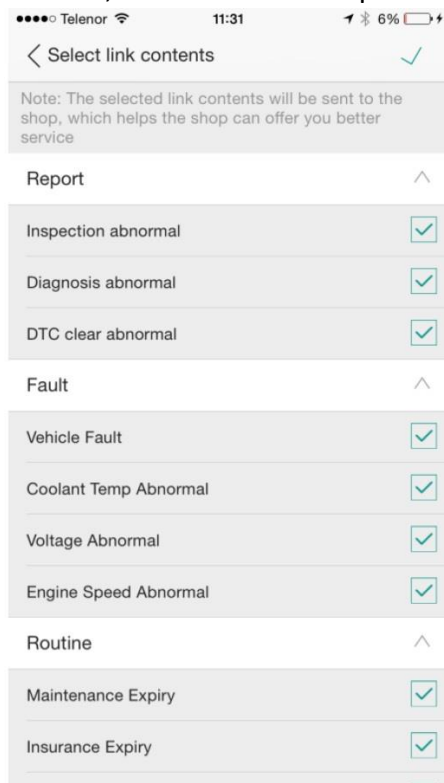 Telenor 11:31 6%
Select link contents
Note: The selected link contents will be sent to the
shop, which helps the shop can offer you better
service
Report
Inspection abnormal
Diagnosis abnormal
DTC clear abnormal
Fault
Vehicle Fault
Coolant Temp Abnormal
Voltage Abnormal
Engine Speed Abnormal
Routine
Maintenance Expiry
Insurance Expiry